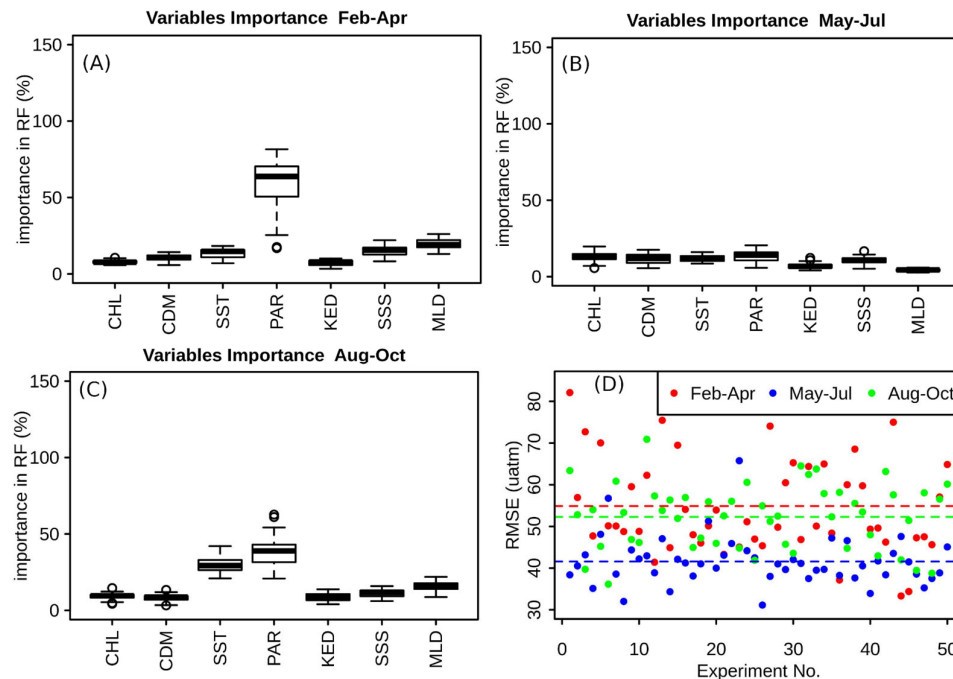 Variables Importance Feb-Apr
(A)
importance in RF (%)
150
100
50
0
CHL
CDM
SST
PAR
KED
SSS
MLD
Variables Importance May-Jul
(B)
importance in RF (%)
150
100
50
0
CHL
CDM
SST
PAR
KED
SSS
MLD
Variables Importance Aug-Oct
(C)
importance in RF (%)
150
100
50
0
CHL
CDM
SST
PAR
KED
SSS
MLD
(D)
Feb-Apr
May-Jul
Aug-Oct
RMSE (uatm)
80
70
60
50
40
30
0
10
20
30
40
50
Experiment No.